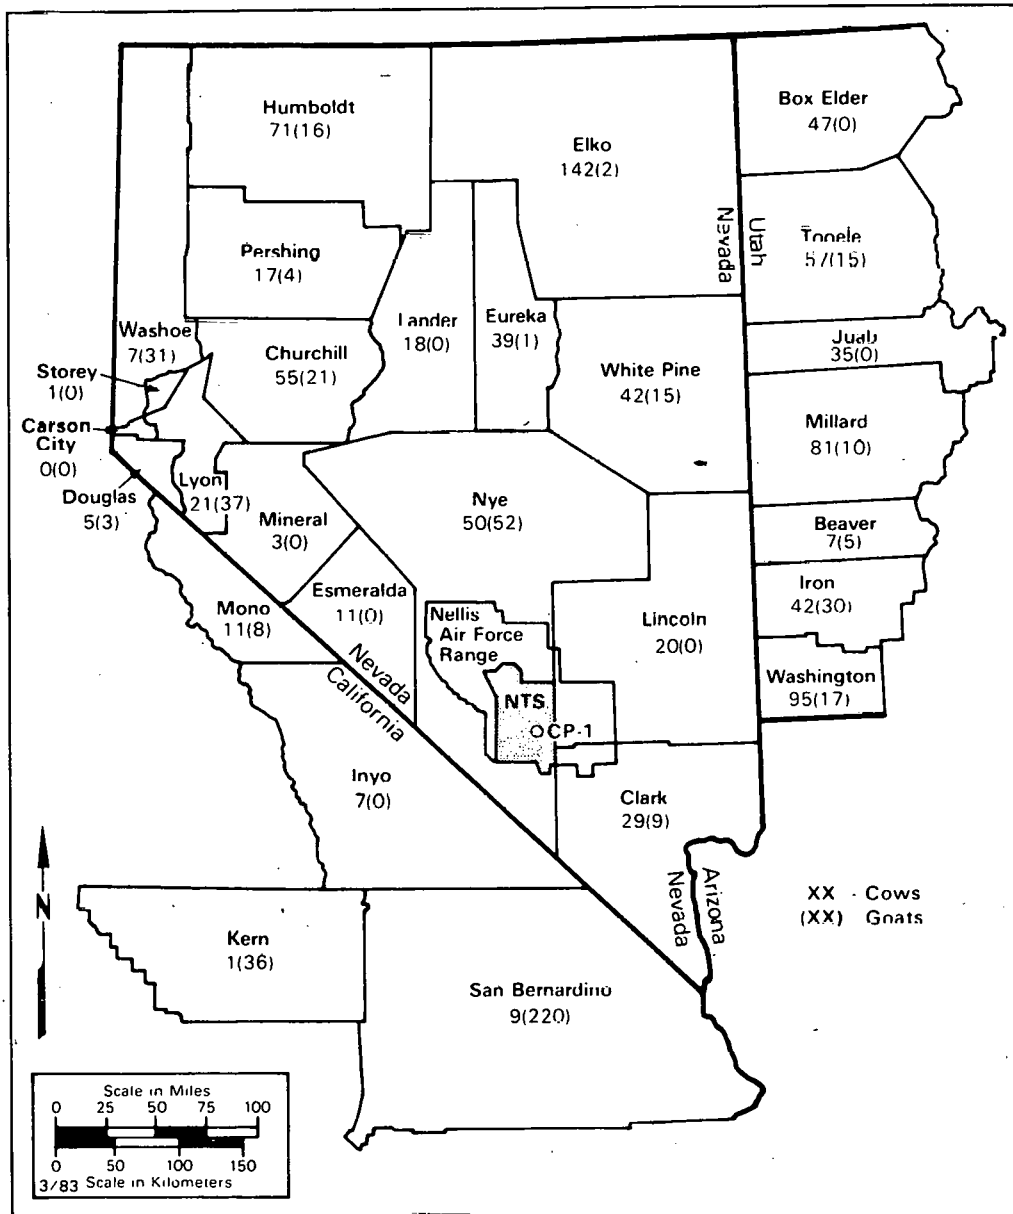 Humboldt
71(16)
Elko
142(2)
Box Elder
47(0)
Nevada
Utah
Tooele
57(15)
Pershing
17(4)
Washoe
7(31)
Churchill
55(21)
Lander
18(0)
Eureka
39(1)
White Pine
42(15)
Juab
35(0)
Storey
1(0)
Carson
City
0(0)
Millard
81(10)
Douglas
5(3)
Lyon
21(37)
Mineral
3(0)
Nye
50(52)
Beaver
7(5)
Iron
42(30)
Mono
11(8)
Esmeralda
11(0)
Nellis
Air Force
Range
Lincoln
20(0)
Washington
95(17)
Nevada
California
NTS
CP-1
Inyo
7(0)
Clark
29(9)
Nevada
Arizona
XX - Cows
(XX) Goats
N
Kern
1(36)
San Bernardino
9(220)
Scale in Miles
0 25 50 75 100
0 50 100 150
3/83 Scale in Kilometers